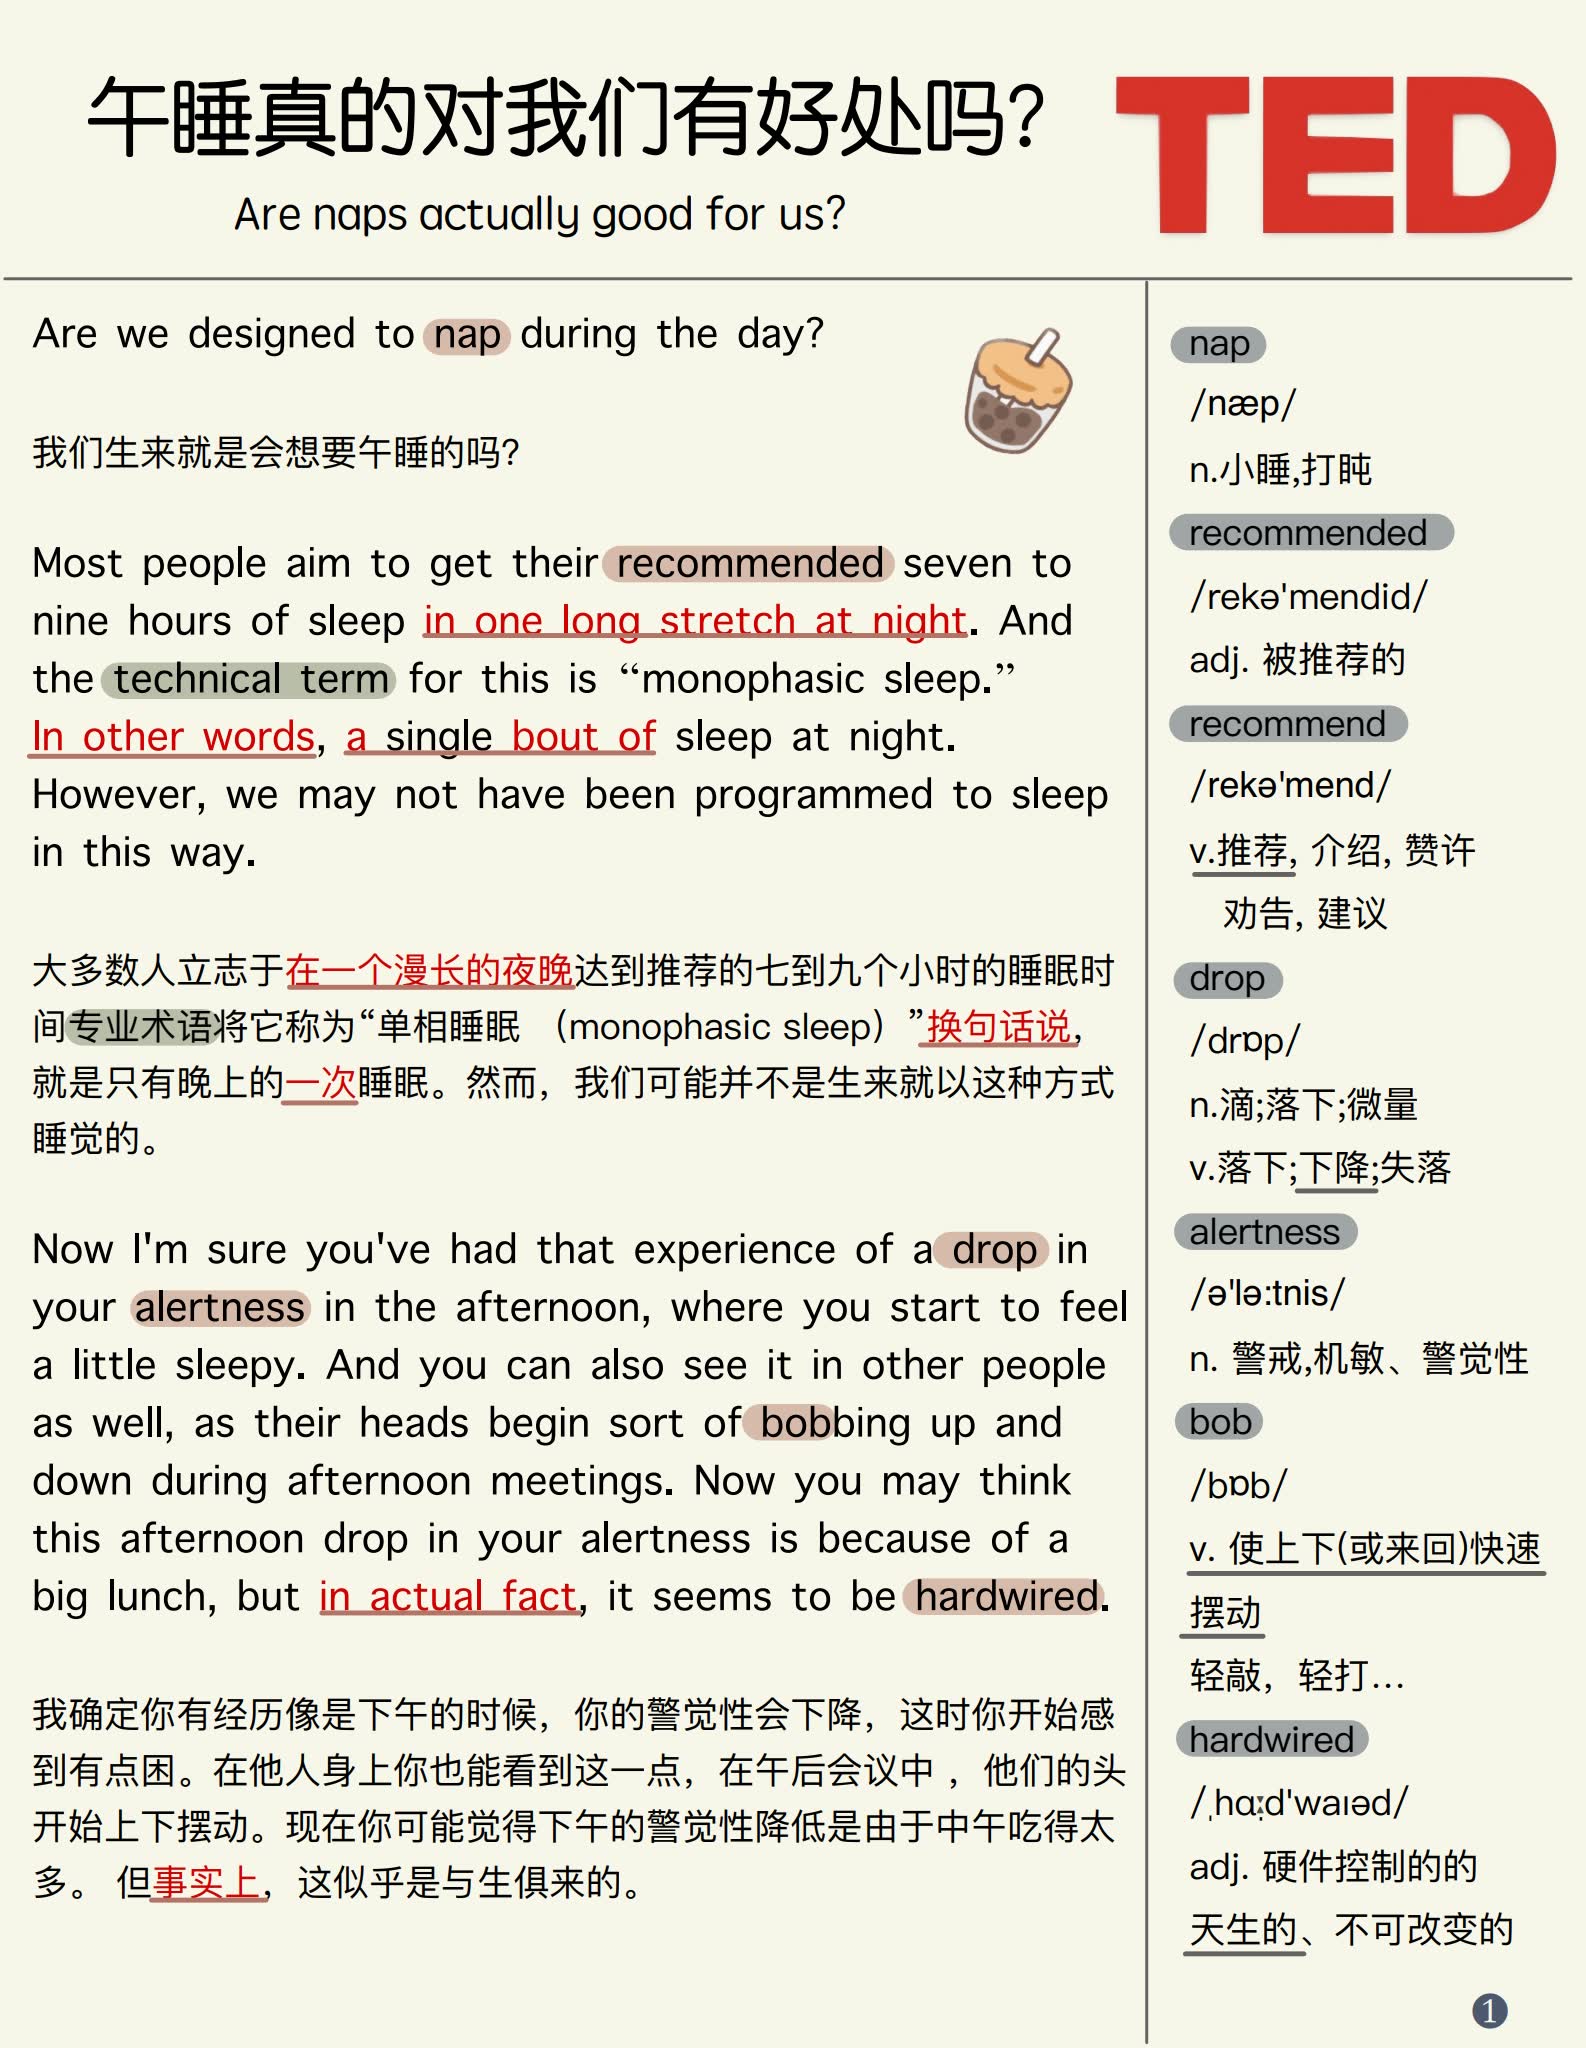 午睡真的对我们有好处吗?
TED
Are naps actually good for us?
Are we designed to nap during the day?
我们生来就是会想要午睡的吗?
Most people aim to get their recommended seven to
nine hours of sleep in one long stretch at night. And
the technical term for this is “monophasic sleep.”
In other words, a single bout of sleep at night.
However, we may not have been programmed to sleep
in this way.
大多数人立志于在一个漫长的夜晚达到推荐的七到九个小时的睡眠时
间专业术语将它称为“单相睡眠 （monophasic sleep）”换句话说，
就是只有晚上的一次睡眠。然而，我们可能并不是生来就以这种方式
睡觉的。
Now I'm sure you've had that experience of a drop in
your alertness in the afternoon, where you start to feel
a little sleepy. And you can also see it in other people
as well, as their heads begin sort of bobbing up and
down during afternoon meetings. Now you may think
this afternoon drop in your alertness is because of a
big lunch, but in actual fact, it seems to be hardwired.
我确定你有经历像是下午的时候，你的警觉性会下降，这时你开始感
到有点困。在他人身上你也能看到这一点，在午后会议中 ，他们的头
开始上下摆动。现在你可能觉得下午的警觉性降低是由于中午吃得太
多。 但事实上，这似乎是与生俱来的。
nap
/næp/
n.小睡,打盹
recommended
/rekə'mendid/
adj. 被推荐的
recommend
/rekə'mend/
v.推荐, 介绍, 赞许
劝告, 建议
drop
/drɒp/
n.滴;落下;微量
v.落下;下降;失落
alertness
/ə'lə:tnis/
n. 警戒,机敏、警觉性
bob
/bɒb/
v. 使上下(或来回)快速
摆动
轻敲，轻打...
hardwired
/ˌhɑːd'waɪəd/
adj. 硬件控制的的
天生的、不可改变的
1